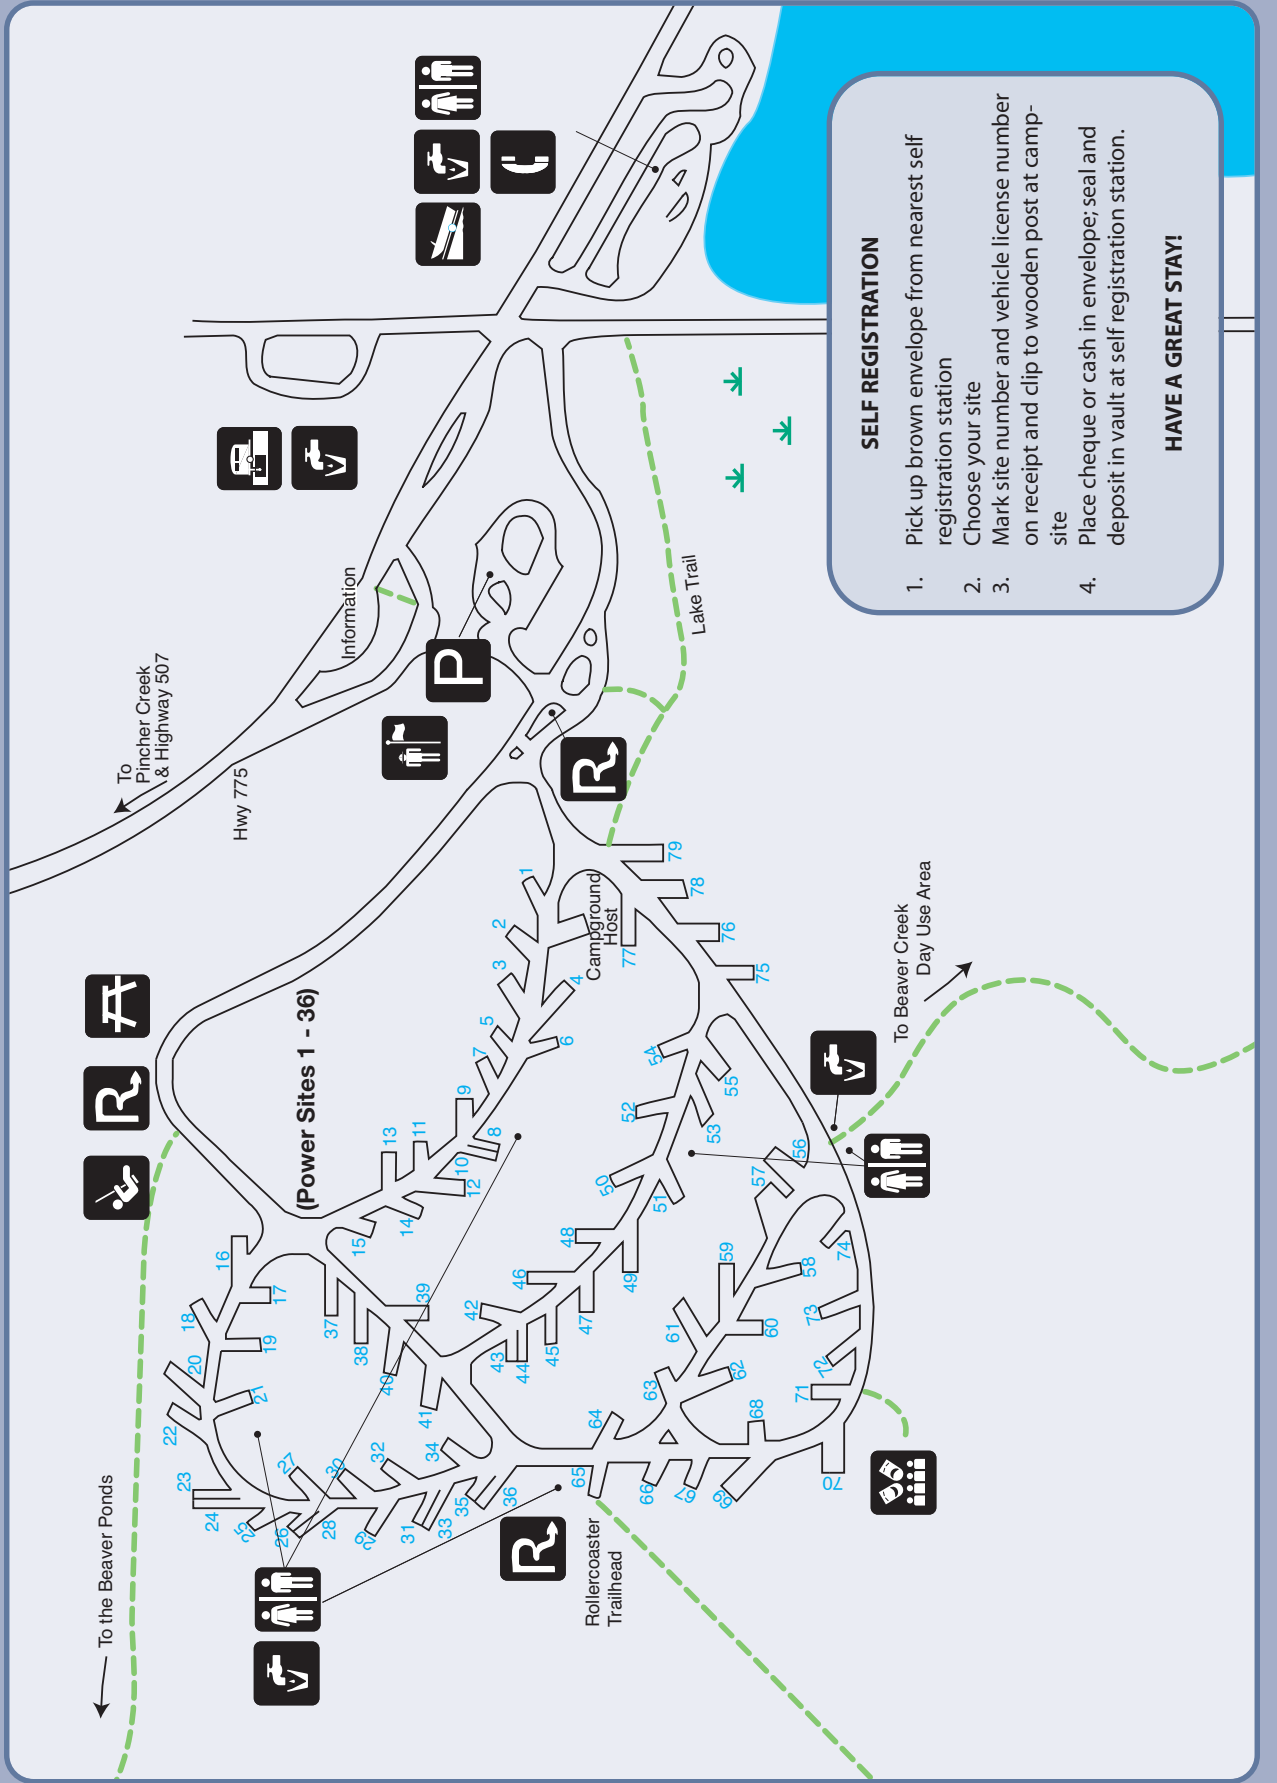 SELF REGISTRATION
1. Pick up brown envelope from nearest self
registration station
2. Choose your site
3. Mark site number and vehicle license number
on receipt and clip to wooden post at camp-
site
4. Place cheque or cash in envelope; seal and
deposit in vault at self registration station.
HAVE A GREAT STAY!
To
Pincher Creek
& Highway 507
Hwy 775
Information
P
R
Lake Trail
R
(Power Sites 1 - 36)
Campground
Host
To Beaver Creek
Day Use Area
To the Beaver Ponds
R
Rollercoaster
Trailhead
1
2
3
4
5
6
7
8
9
10
11
12
13
14
15
16
17
18
19
20
21
22
23
24
25
26
27
28
29
30
31
32
33
34
35
36
37
38
39
40
41
42
43
44
45
46
47
48
49
50
51
52
53
54
55
56
57
58
59
60
61
62
63
64
65
66
67
68
69
70
71
72
73
74
75
76
77
78
79